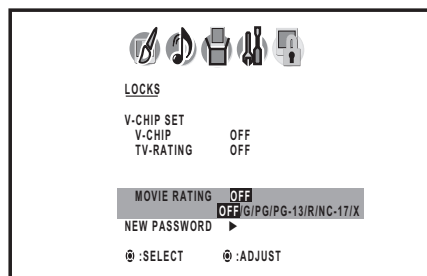 LOCKS
V-CHIP SET
V-CHIP OFF
TV-RATING OFF
MOVIE RATING OFF
OFF/G/PG/PG-13/R/NC-17/X
NEW PASSWORD ▶
:SELECT :ADJUST